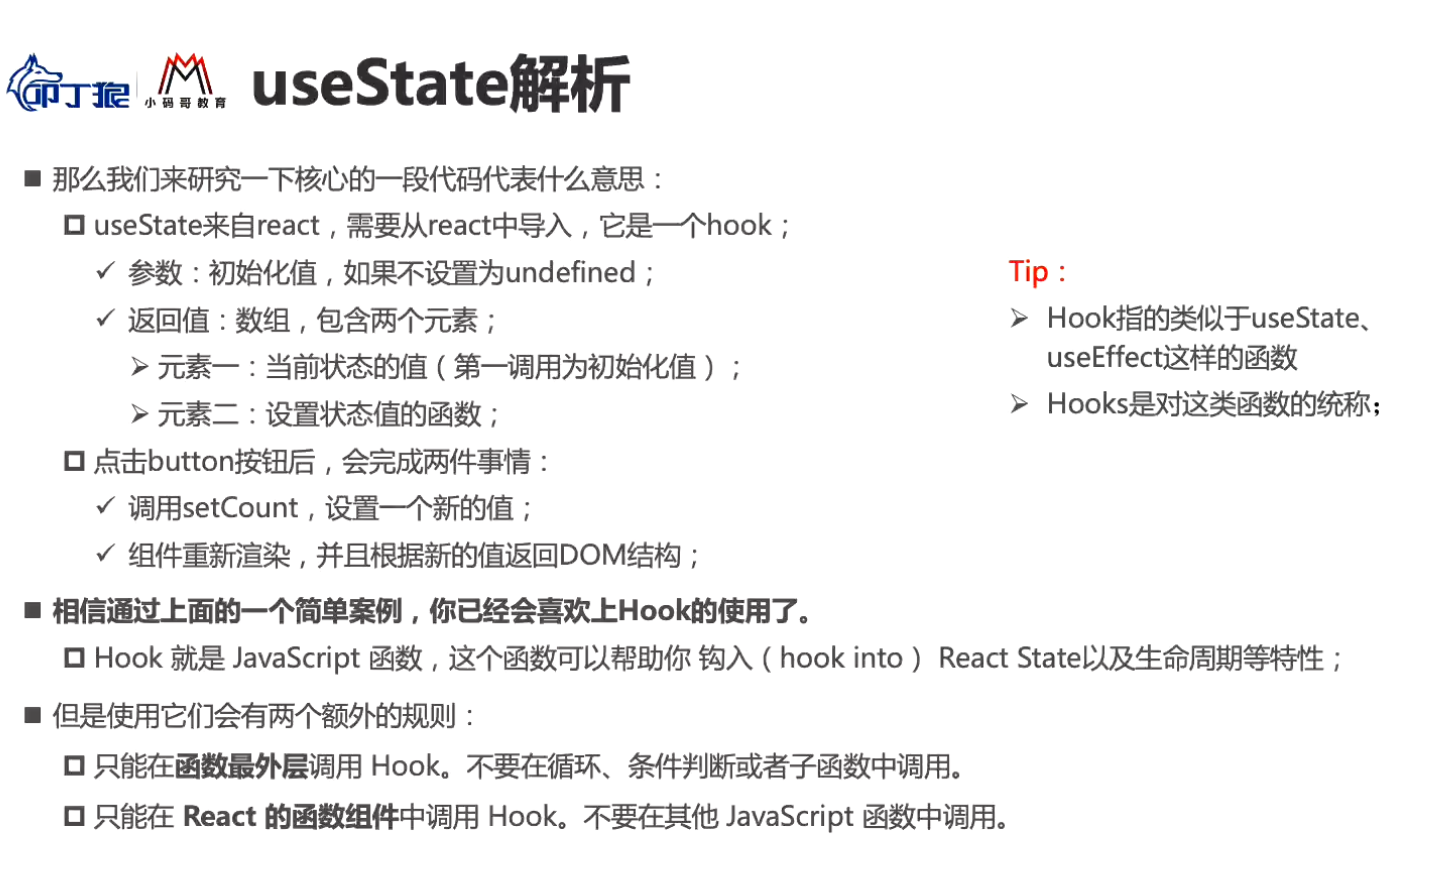 叩丁狼
小码哥教育
useState解析
那么我们来研究一下核心的一段代码代表什么意思：
useState来自react，需要从react中导入，它是一个hook；
参数：初始化值，如果不设置为undefined；
返回值：数组，包含两个元素；
元素一：当前状态的值（第一调用为初始化值）；
元素二：设置状态值的函数；
点击button按钮后，会完成两件事情：
调用setCount，设置一个新的值；
组件重新渲染，并且根据新的值返回DOM结构；
相信通过上面的一个简单案例，你已经会喜欢上Hook的使用了。
Hook 就是 JavaScript 函数，这个函数可以帮助你 钩入（hook into） React State以及生命周期等特性；
但是使用它们会有两个额外的规则：
只能在函数最外层调用 Hook。不要在循环、条件判断或者子函数中调用。
只能在 React 的函数组件中调用 Hook。不要在其他 JavaScript 函数中调用。
Tip：
Hook指的类似于useState、
useEffect这样的函数
Hooks是对这类函数的统称；